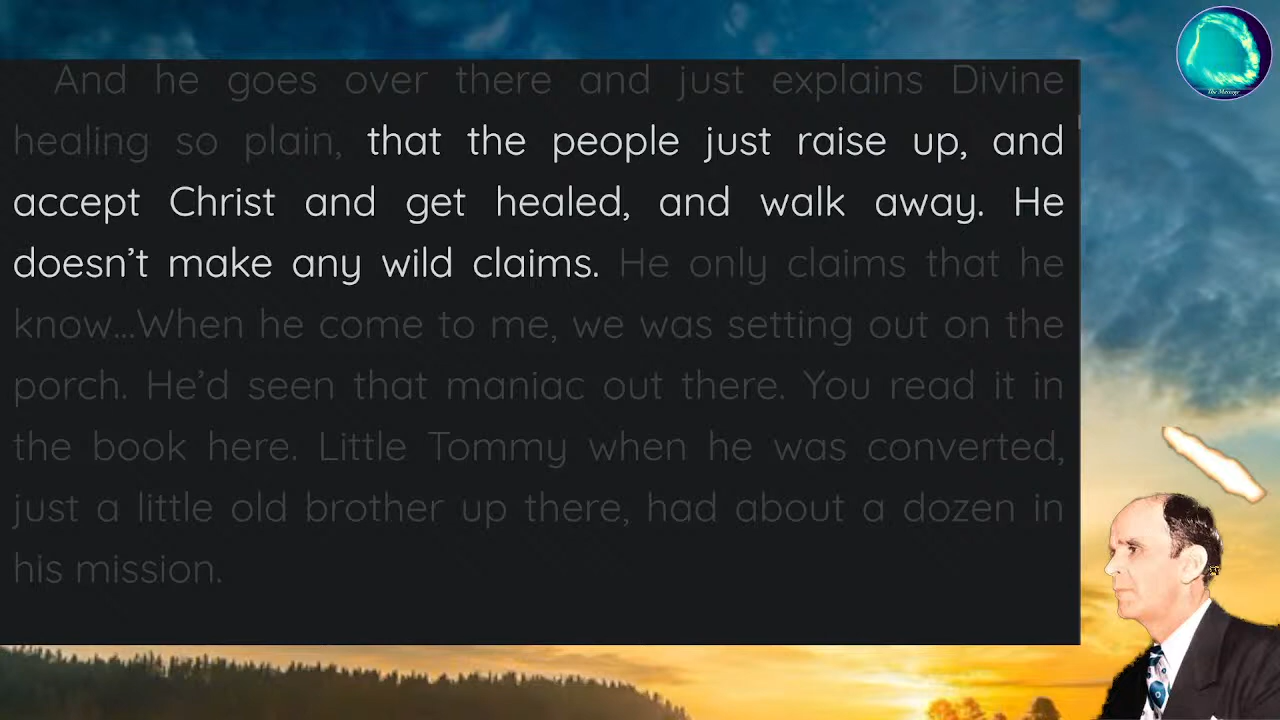 And he goes over there and just explains Divine
healing so plain, that the people just raise up, and
accept Christ and get healed, and walk away. He
doesn’t make any wild claims. He only claims that he
know...When he come to me, we was setting out on the
porch. He’d seen that maniac out there. You read it in
the book here. Little Tommy when he was converted,
just a little old brother up there, had about a dozen in
his mission.
The Message